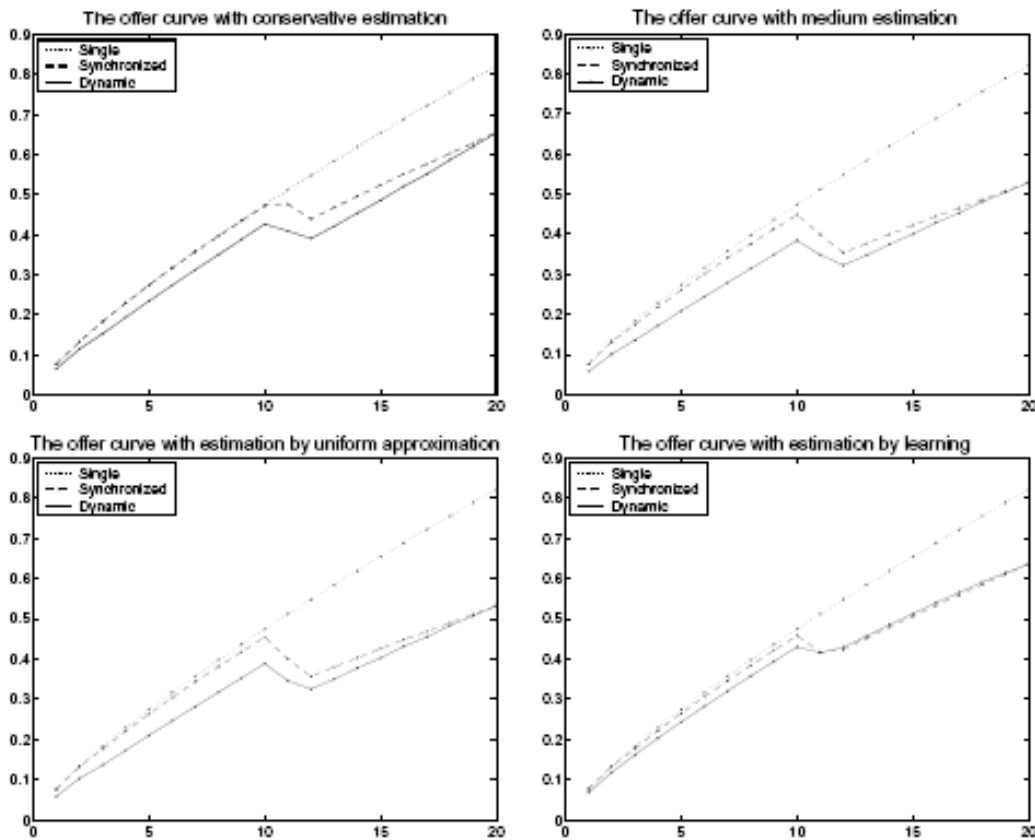 The offer curve with conservative estimation
0.9
0.8
0.7
0.6
0.5
0.4
0.3
0.2
0.1
0
Single
Synchronized
Dynamic
0 5 10 15 20
The offer curve with medium estimation
0.9
0.8
0.7
0.6
0.5
0.4
0.3
0.2
0.1
0
Single
Synchronized
Dynamic
0 5 10 15 20
The offer curve with estimation by uniform approximation
0.9
0.8
0.7
0.6
0.5
0.4
0.3
0.2
0.1
0
Single
Synchronized
Dynamic
0 5 10 15 20
The offer curve with estimation by learning
0.9
0.8
0.7
0.6
0.5
0.4
0.3
0.2
0.1
0
Single
Synchronized
Dynamic
0 5 10 15 20